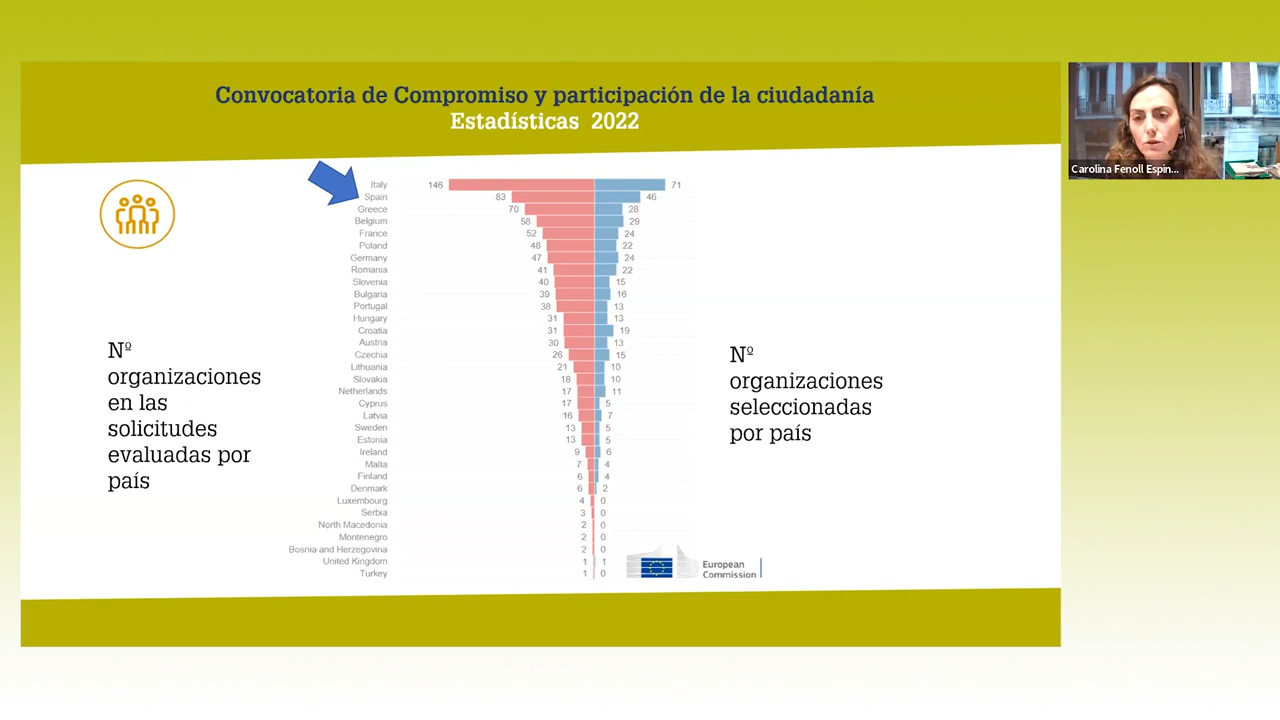 Convocatoria de Compromiso y participación de la ciudadanía
Estadísticas 2022
Carolina Fenoll Espin...
Nº
organizaciones
en las
solicitudes
evaluadas por
país
Italy 146 71
Spain 83 46
Greece 70 28
Belgium 58 29
France 52 24
Poland 48 22
Germany 47 24
Romania 41 22
Slovenia 40 15
Bulgaria 39 16
Portugal 38 13
Hungary 31 13
Croatia 31 19
Austria 30 13
Czechia 26 15
Lithuania 21 10
Slovakia 18 10
Netherlands 17 11
Cyprus 17 5
Latvia 16 7
Sweden 13 5
Estonia 13 5
Ireland 9 6
Malta 7 4
Finland 6 4
Denmark 6 2
Luxembourg 4 0
Serbia 3 0
North Macedonia 2 0
Montenegro 2 0
Bosnia and Herzegovina 2 0
United Kingdom 1 1
Turkey 1 0
Nº
organizaciones
seleccionadas
por país
European
Commission